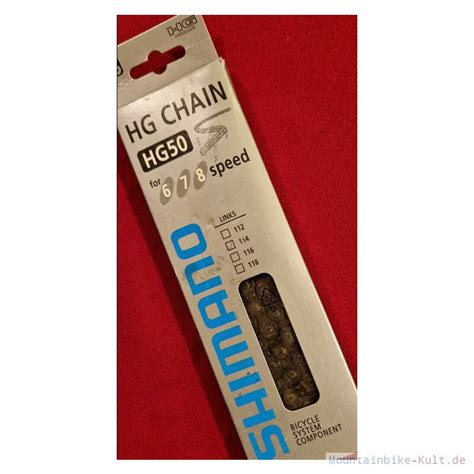 HG
HG CHAIN
HG50
for 6 7 8 speed
LINKS
112
114
116
118
SHIMANO
BICYCLE
SYSTEM
COMPONENT
Mountainbike-Kult.de